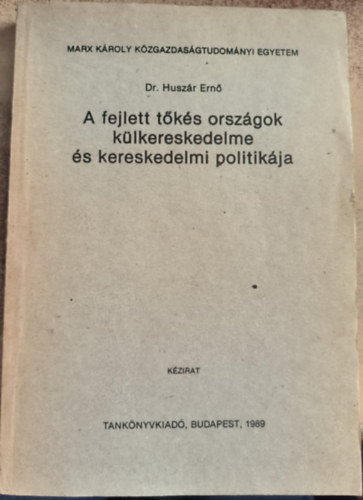 MARX KÁROLY KÖZGAZDASÁGTUDOMÁNYI EGYETEM
Dr. Huszár Ernő
A fejlett tőkés országok
külkereskedelme
és kereskedelmi politikája
KÉZIRAT
TANKÖNYVKIADÓ, BUDAPEST, 1989